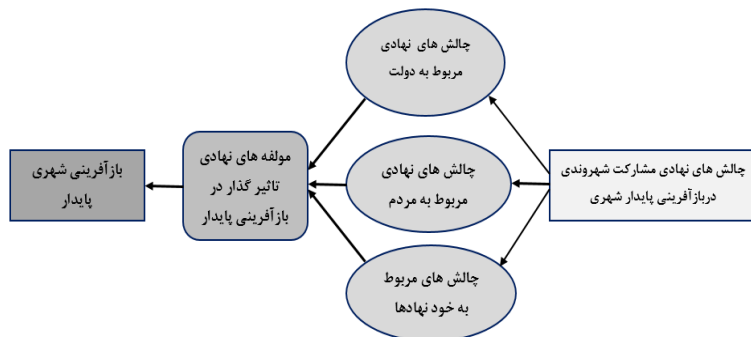 چالش های نهادی مشارکت شهروندی
دربازآفرینی پایدار شهری
چالش های نهادی
مربوط به دولت
چالش های نهادی
مربوط به مردم
چالش های مربوط
به خود نهادها
مولفه های نهادی
تاثیر گذار در
بازآفرینی پایدار
بازآفرینی شهری
پایدار